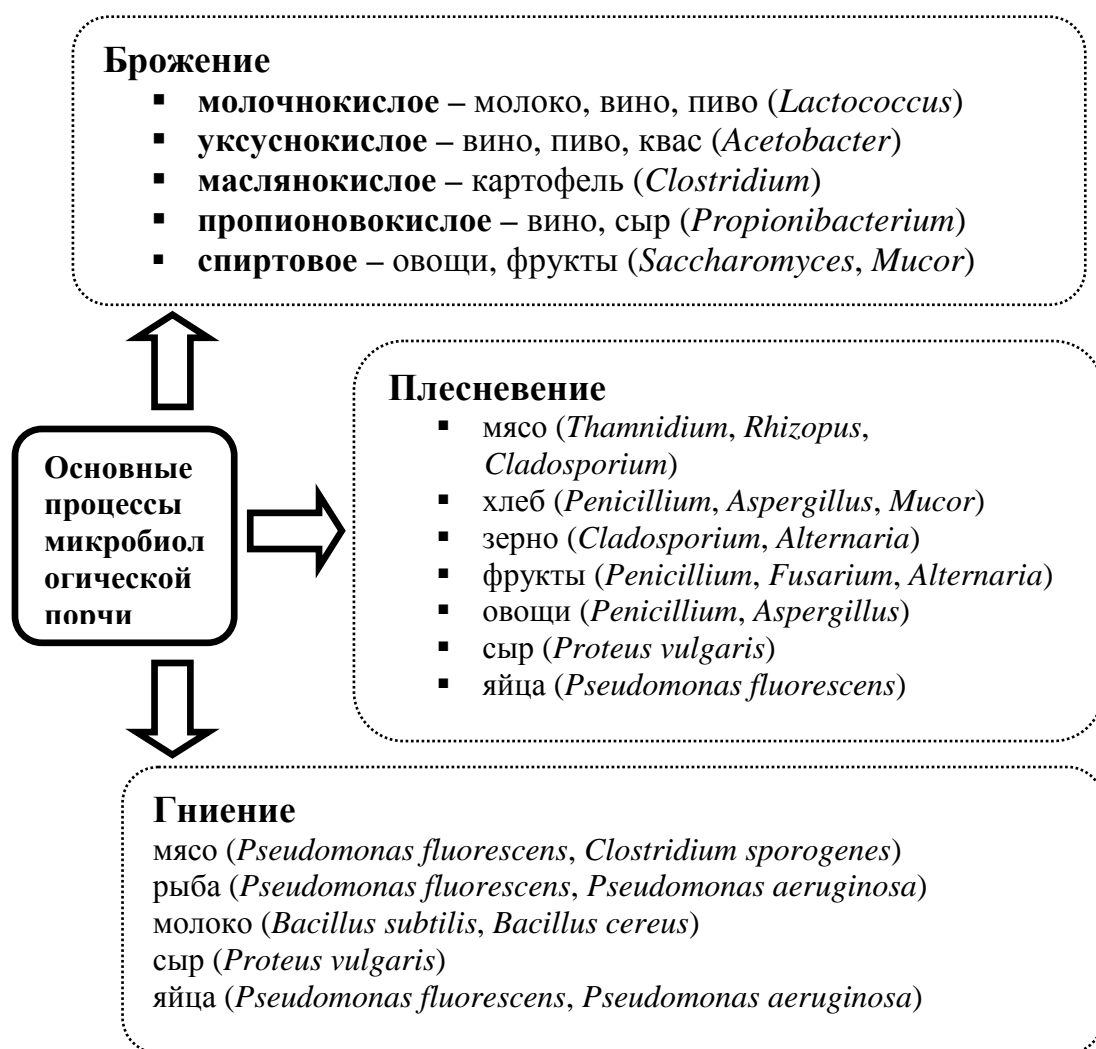 Брожение
▪ молочнокислое – молоко, вино, пиво (Lactococcus)
▪ уксуснокислое – вино, пиво, квас (Acetobacter)
▪ маслянокислое – картофель (Clostridium)
▪ пропионовокислое – вино, сыр (Propionibacterium)
▪ спиртовое – овощи, фрукты (Saccharomyces, Mucor)
Плесневение
▪ мясо (Thamnidium, Rhizopus,
Cladosporium)
▪ хлеб (Penicillium, Aspergillus, Mucor)
▪ зерно (Cladosporium, Alternaria)
▪ фрукты (Penicillium, Fusarium, Alternaria)
▪ овощи (Penicillium, Aspergillus)
▪ сыр (Proteus vulgaris)
▪ яйца (Pseudomonas fluorescens)
Основные
процессы
микробиол
огической
порчи
Гниение
мясо (Pseudomonas fluorescens, Clostridium sporogenes)
рыба (Pseudomonas fluorescens, Pseudomonas aeruginosa)
молоко (Bacillus subtilis, Bacillus cereus)
сыр (Proteus vulgaris)
яйца (Pseudomonas fluorescens, Pseudomonas aeruginosa)